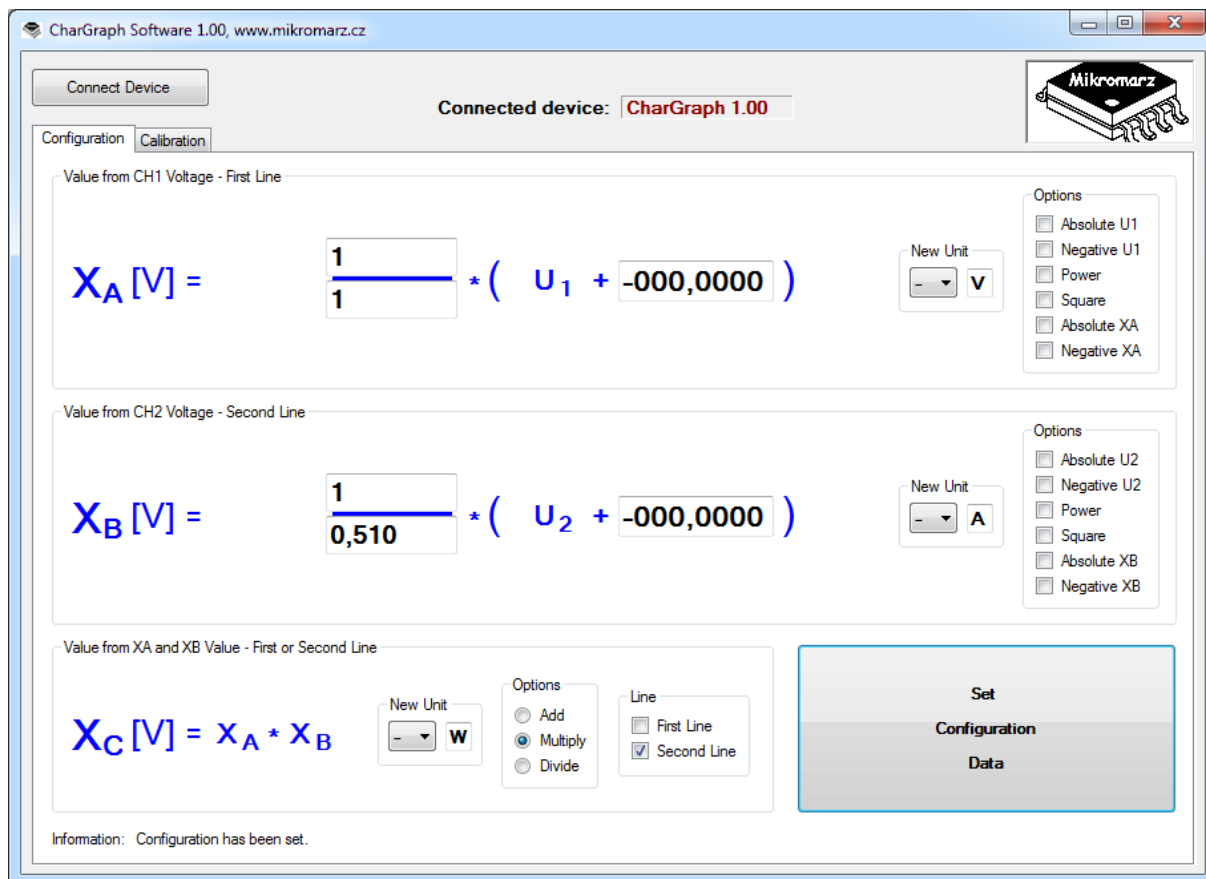 CharGraph Software 1.00, www.mikromarz.cz
Connect Device
Connected device: CharGraph 1.00
Mikromarz
Configuration Calibration
Value from CH1 Voltage - First Line
XA [V] = 1 / 1 * ( U1 + -000,0000 )
New Unit
- V
Options
Absolute U1
Negative U1
Power
Square
Absolute XA
Negative XA
Value from CH2 Voltage - Second Line
XB [V] = 1 / 0,510 * ( U2 + -000,0000 )
New Unit
- A
Options
Absolute U2
Negative U2
Power
Square
Absolute XB
Negative XB
Value from XA and XB Value - First or Second Line
XC [V] = XA * XB
New Unit
- W
Options
Add
Multiply
Divide
Line
First Line
Second Line
Set
Configuration
Data
Information: Configuration has been set.